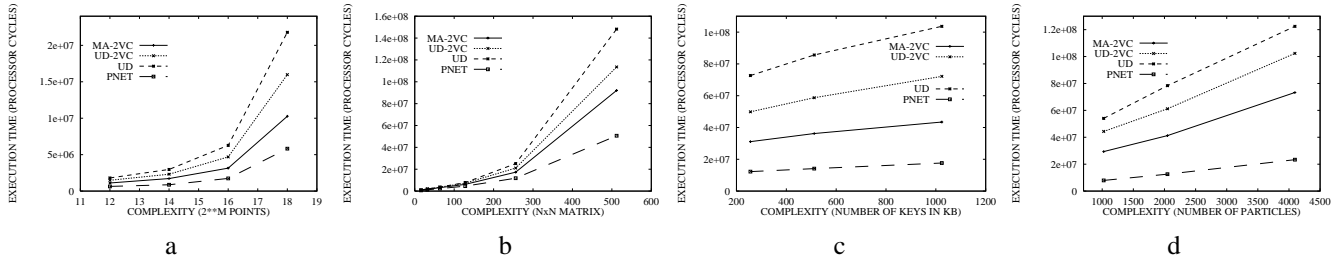 EXECUTION TIME (PROCESSOR CYCLES)
2e+07
1.5e+07
1e+07
5e+06
0
MA-2VC
UD-2VC
UD
PNET
11 12 13 14 15 16 17 18 19
COMPLEXITY (2**M POINTS)
a
EXECUTION TIME (PROCESSOR CYCLES)
1.6e+08
1.4e+08
1.2e+08
1e+08
8e+07
6e+07
4e+07
2e+07
0
MA-2VC
UD-2VC
UD
PNET
0 100 200 300 400 500 600
COMPLEXITY (NxN MATRIX)
b
EXECUTION TIME (PROCESSOR CYCLES)
1e+08
8e+07
6e+07
4e+07
2e+07
0
MA-2VC
UD-2VC
UD
PNET
200 400 600 800 1000 1200
COMPLEXITY (NUMBER OF KEYS IN KB)
c
EXECUTION TIME (PROCESSOR CYCLES)
1.2e+08
1e+08
8e+07
6e+07
4e+07
2e+07
0
MA-2VC
UD-2VC
UD
PNET
1000 1500 2000 2500 3000 3500 4000 4500
COMPLEXITY (NUMBER OF PARTICLES)
d